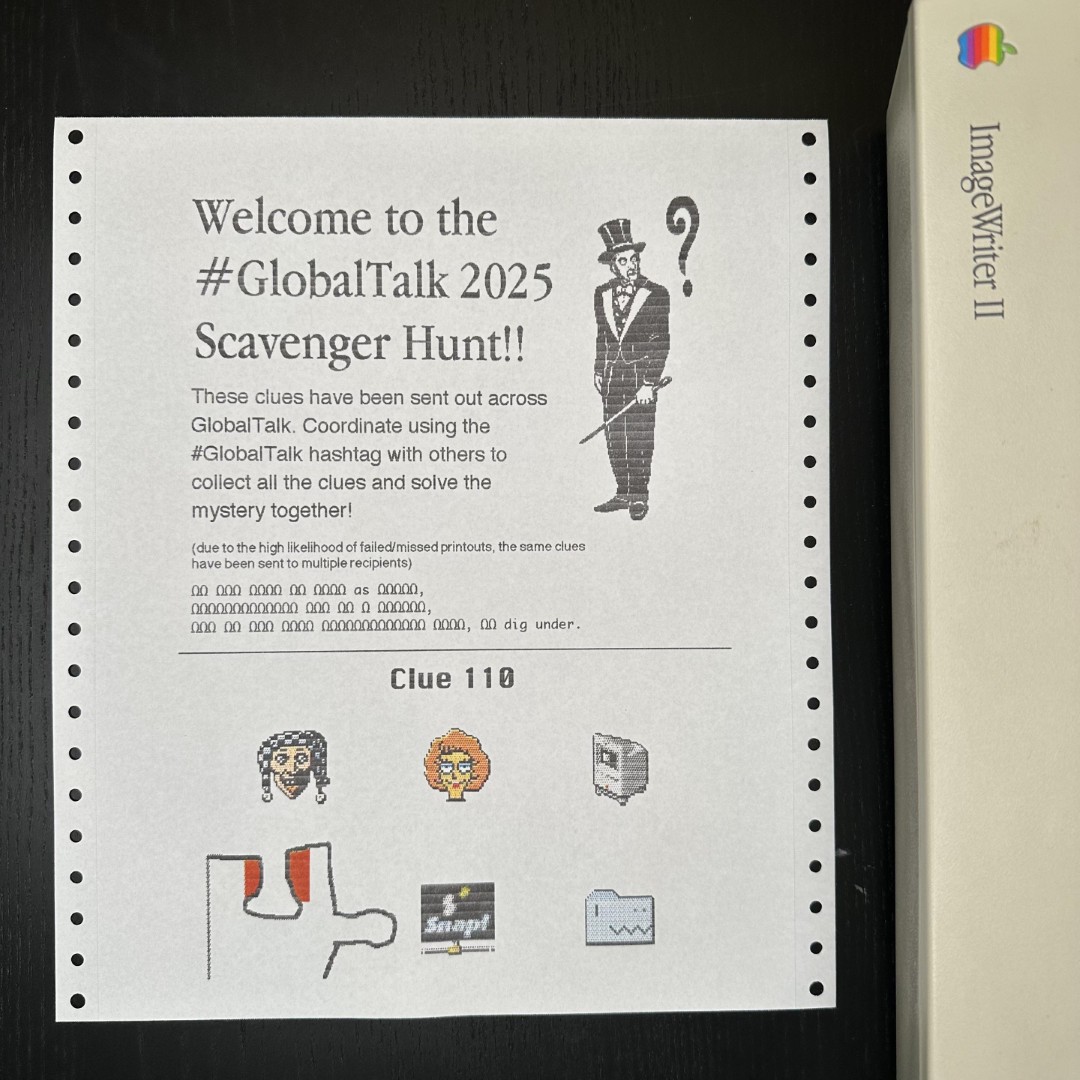 Welcome to the
#GlobalTalk 2025
Scavenger Hunt!!
These clues have been sent out across
GlobalTalk. Coordinate using the
#GlobalTalk hashtag with others to
collect all the clues and solve the
mystery together!
(due to the high likelihood of failed/missed printouts, the same clues
have been sent to multiple recipients)
ΩΩ ΩΩΩ ΩΩΩΩ ΩΩ ΩΩΩΩ as ΩΩΩΩΩ,
ΩΩΩΩΩΩΩΩΩΩΩΩΩ ΩΩΩ ΩΩ Ω ΩΩΩΩΩΩ,
ΩΩΩ ΩΩ ΩΩΩ ΩΩΩΩ ΩΩΩΩΩΩΩΩΩΩΩΩΩ ΩΩΩΩ, ΩΩ dig under.
Clue 110
Snap!
ImageWriter II